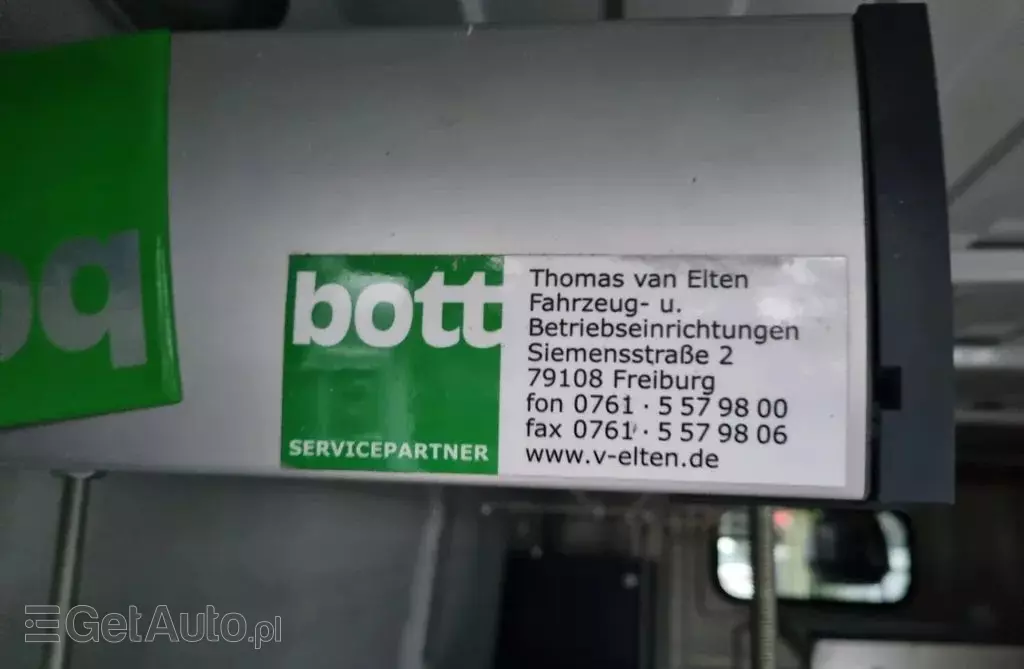 bott
SERVICEPARTNER
Thomas van Elten
Fahrzeug- u.
Betriebseinrichtungen
Siemensstraße 2
79108 Freiburg
fon 0761 · 5 57 98 00
fax 0761 · 5 57 98 06
www.v-elten.de
GetAuto.pl